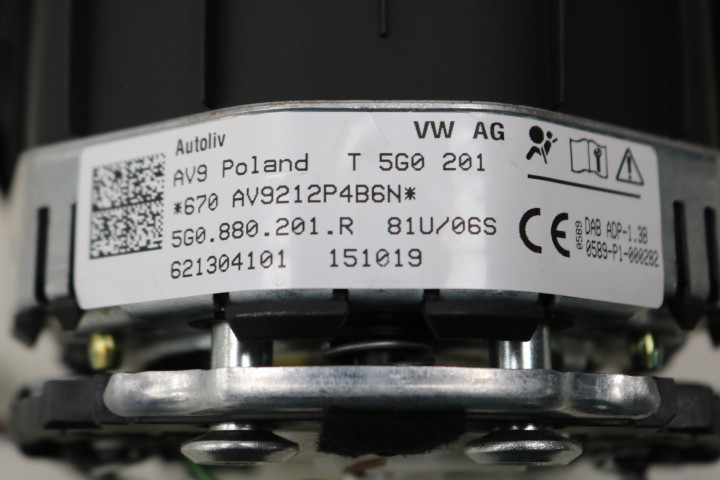 Autoliv
VW AG
AV9 Poland T 5G0 201
*670 AV9212P4B6N*
5G0.880.201.R 81U/06S
621304101 151019
CE
0589
DAB ADP-1.3B
0589-P1-000282